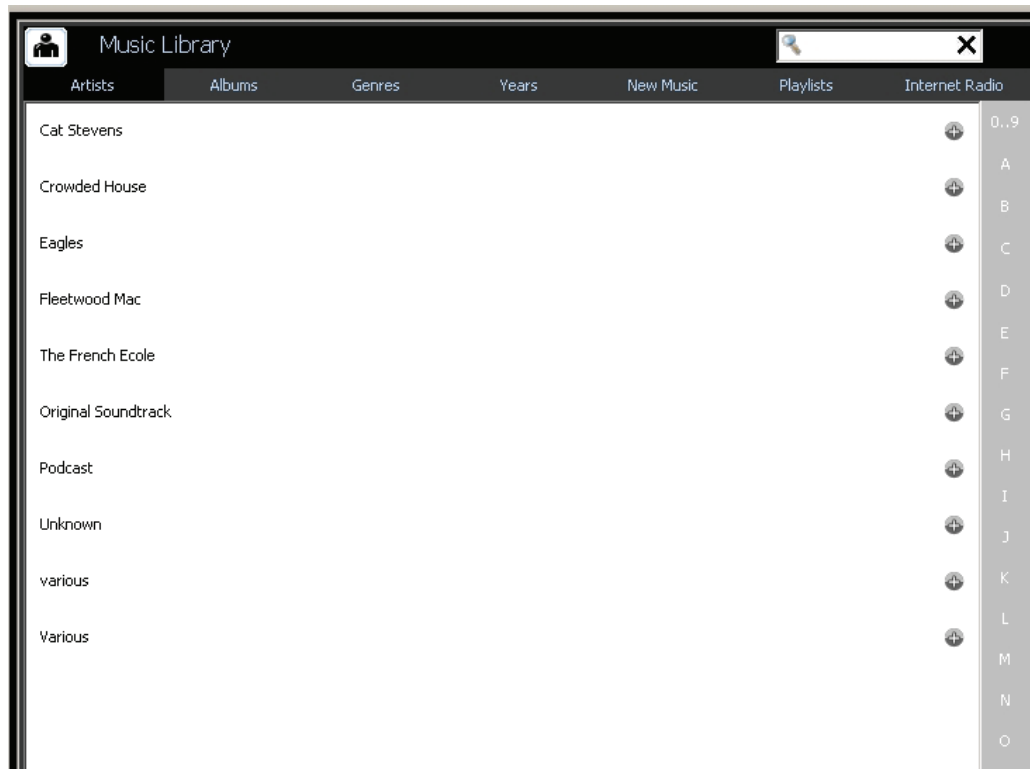 Music Library
Artists Albums Genres Years New Music Playlists Internet Radio
Cat Stevens
Crowded House
Eagles
Fleetwood Mac
The French Ecole
Original Soundtrack
Podcast
Unknown
various
Various
0..9
A
B
C
D
E
F
G
H
I
J
K
L
M
N
O